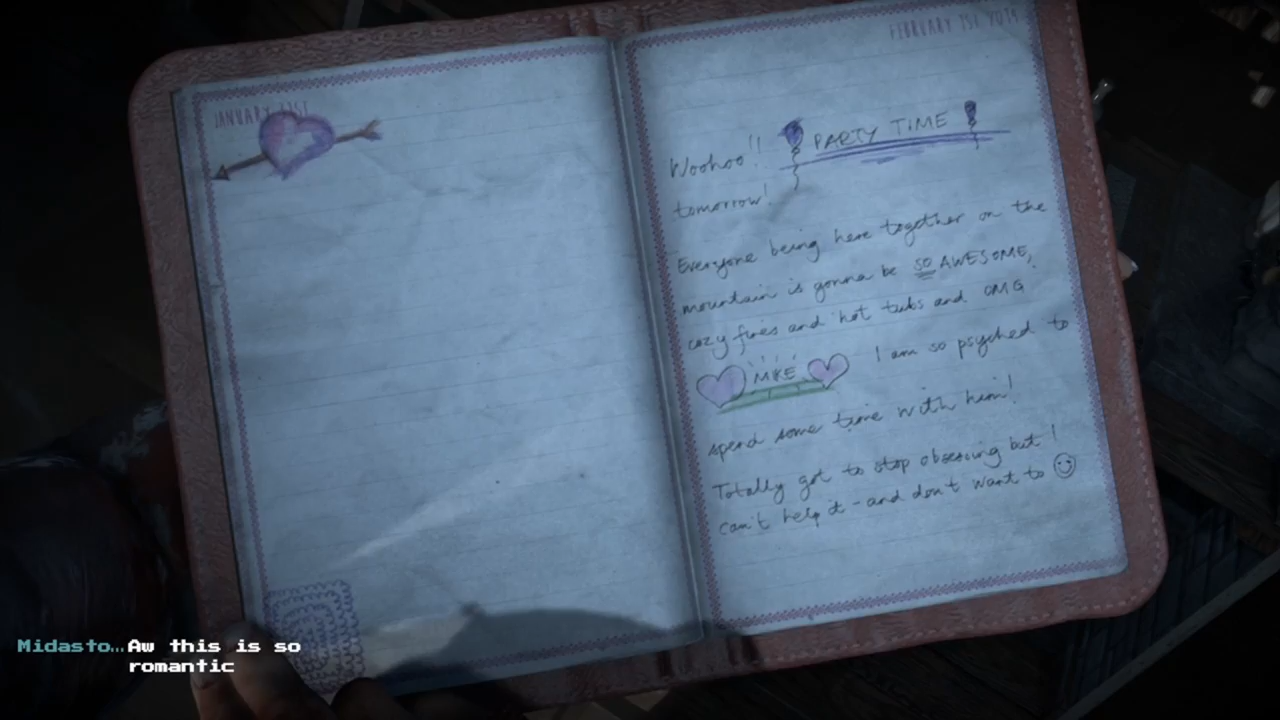 JANUARY 31ST
FEBRUARY 1ST 2014
Woohoo!! PARTY TIME
tomorrow!
Everyone being here together on the
mountain is gonna be so AWESOME,
cozy fires and hot tubs and OMG
MIKE I am so psyched to
spend some time with him!
Totally got to stop obsessing but I
can't help it - and don't want to
Midasto... Aw this is so
romantic